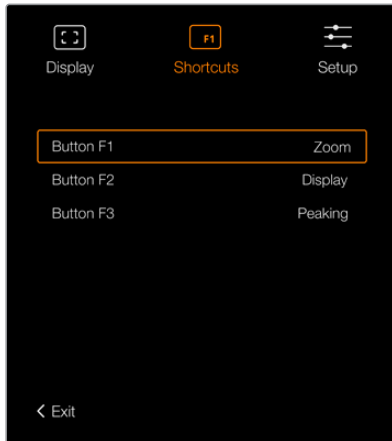 F1
Display Shortcuts Setup
Button F1 Zoom
Button F2 Display
Button F3 Peaking
Exit